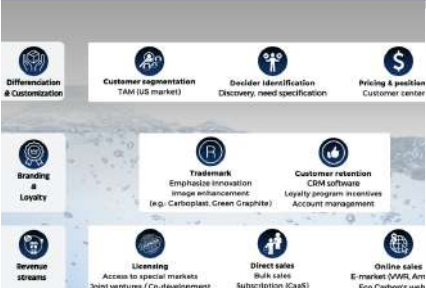 Differenciation
& Customization
Customer segmentation
TAM (US market)
Decider Identification
Discovery, need specification
Pricing & position
Customer center
Branding
&
Loyalty
R
Trademark
Emphasize innovation
Image enhancement
(e.g.: Carboplast, Green Graphite)
Customer retention
CRM software
Loyalty program incentives
Account management
$
Revenue
streams
Licensing
Access to special markets
Joint ventures / Co-development
Direct sales
Bulk sales
Subscription (CaaS)
Online sales
E-market (VWR, Am
Eco Carbon's web